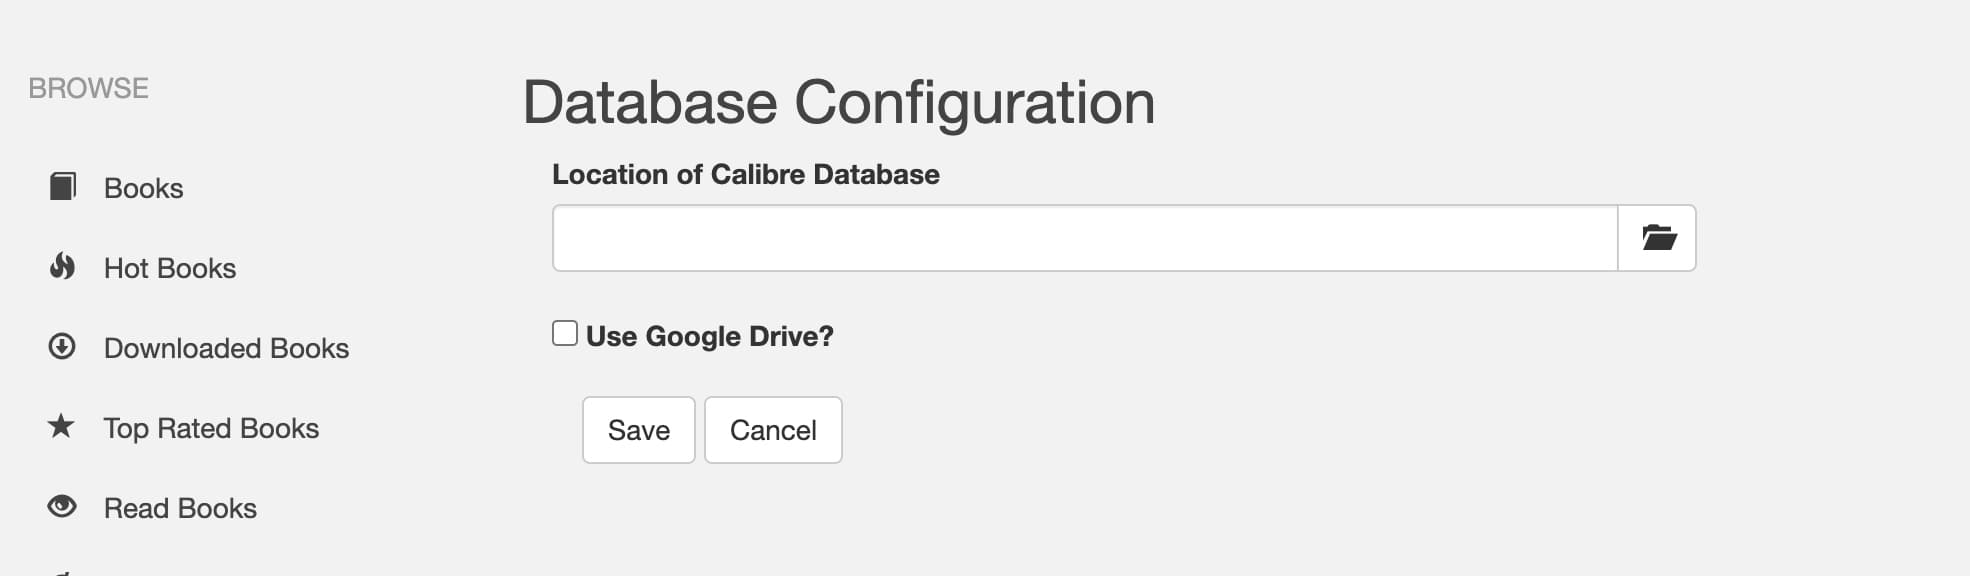 BROWSE
Books
Hot Books
Downloaded Books
Top Rated Books
Read Books
Database Configuration
Location of Calibre Database
Use Google Drive?
Save
Cancel